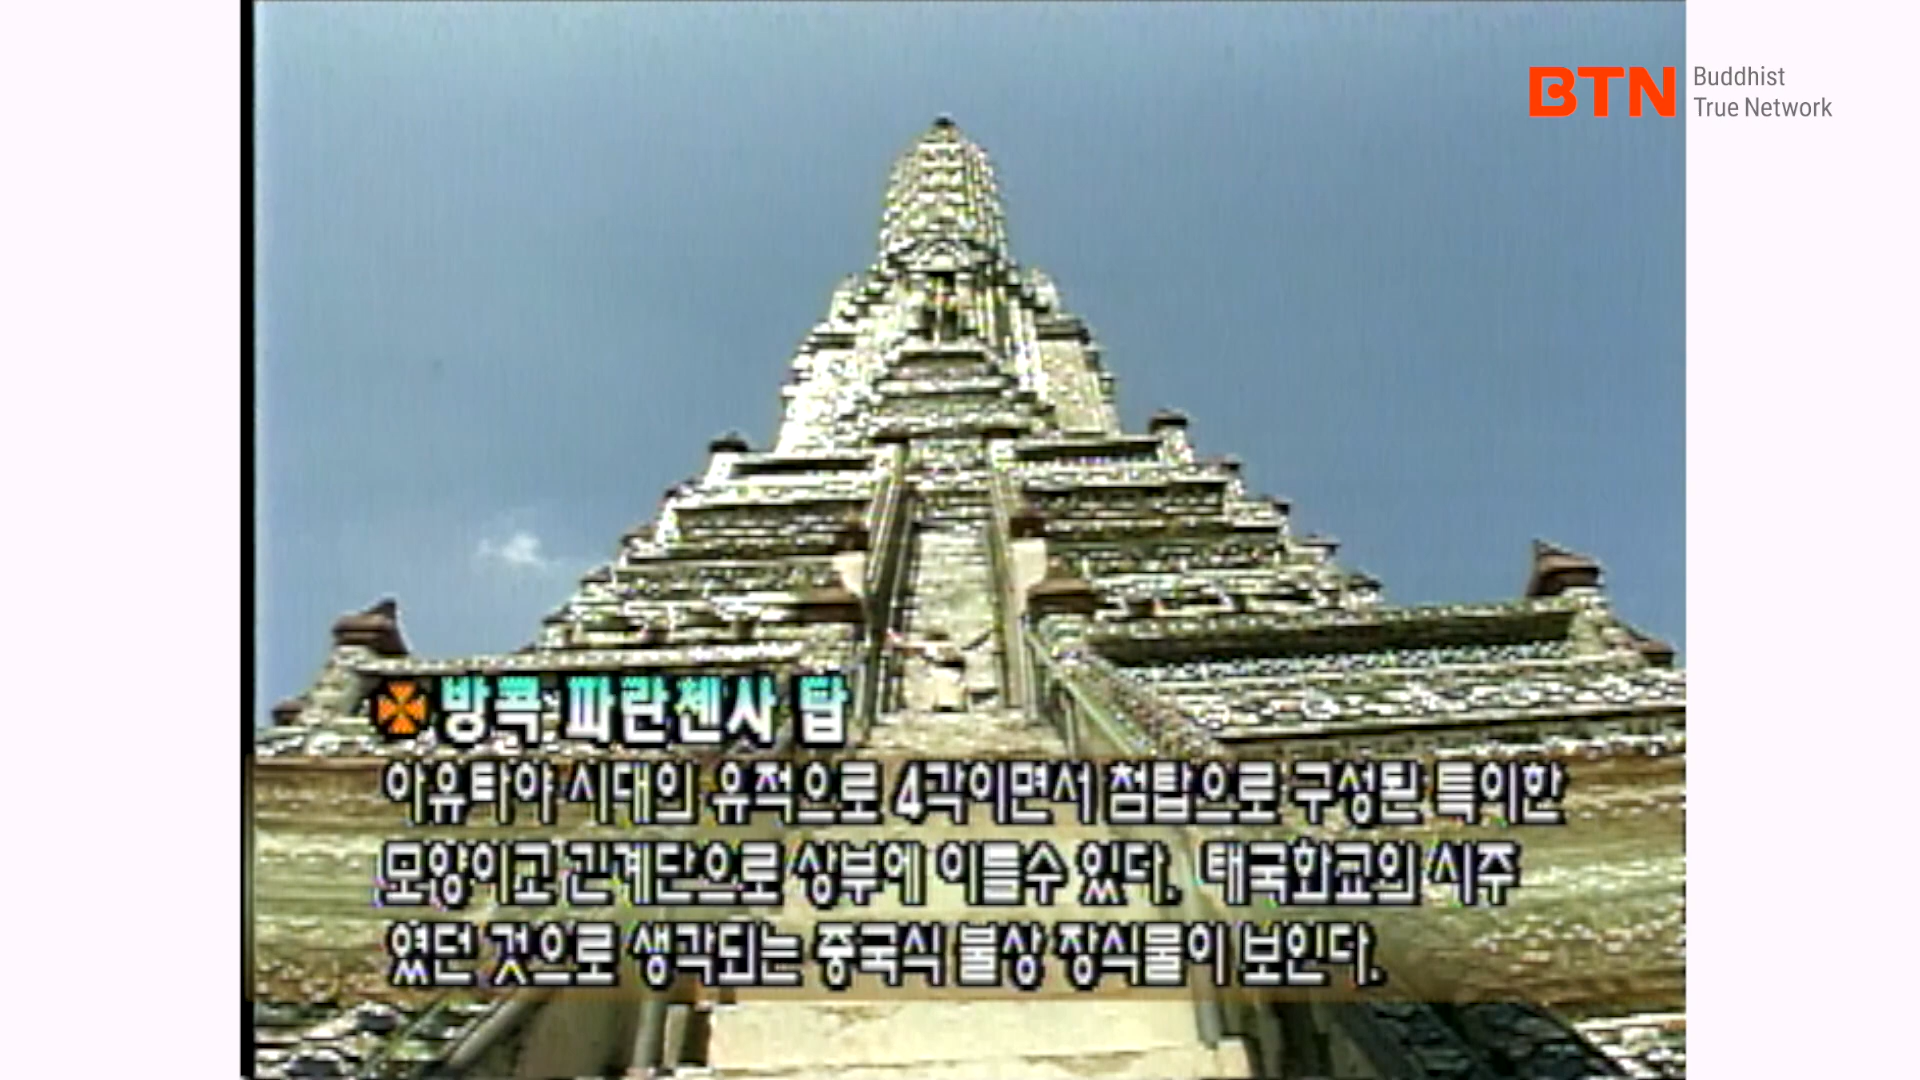 BTN Buddhist
True Network
방콕 파란첸사 탑
아유타야 시대의 유적으로 4각이면서 첨탑으로 구성된 특이한
모양이고 긴계단으로 상부에 이를수 있다. 태국화교의 시주
였던 것으로 생각되는 중국식 불상 장식물이 보인다.